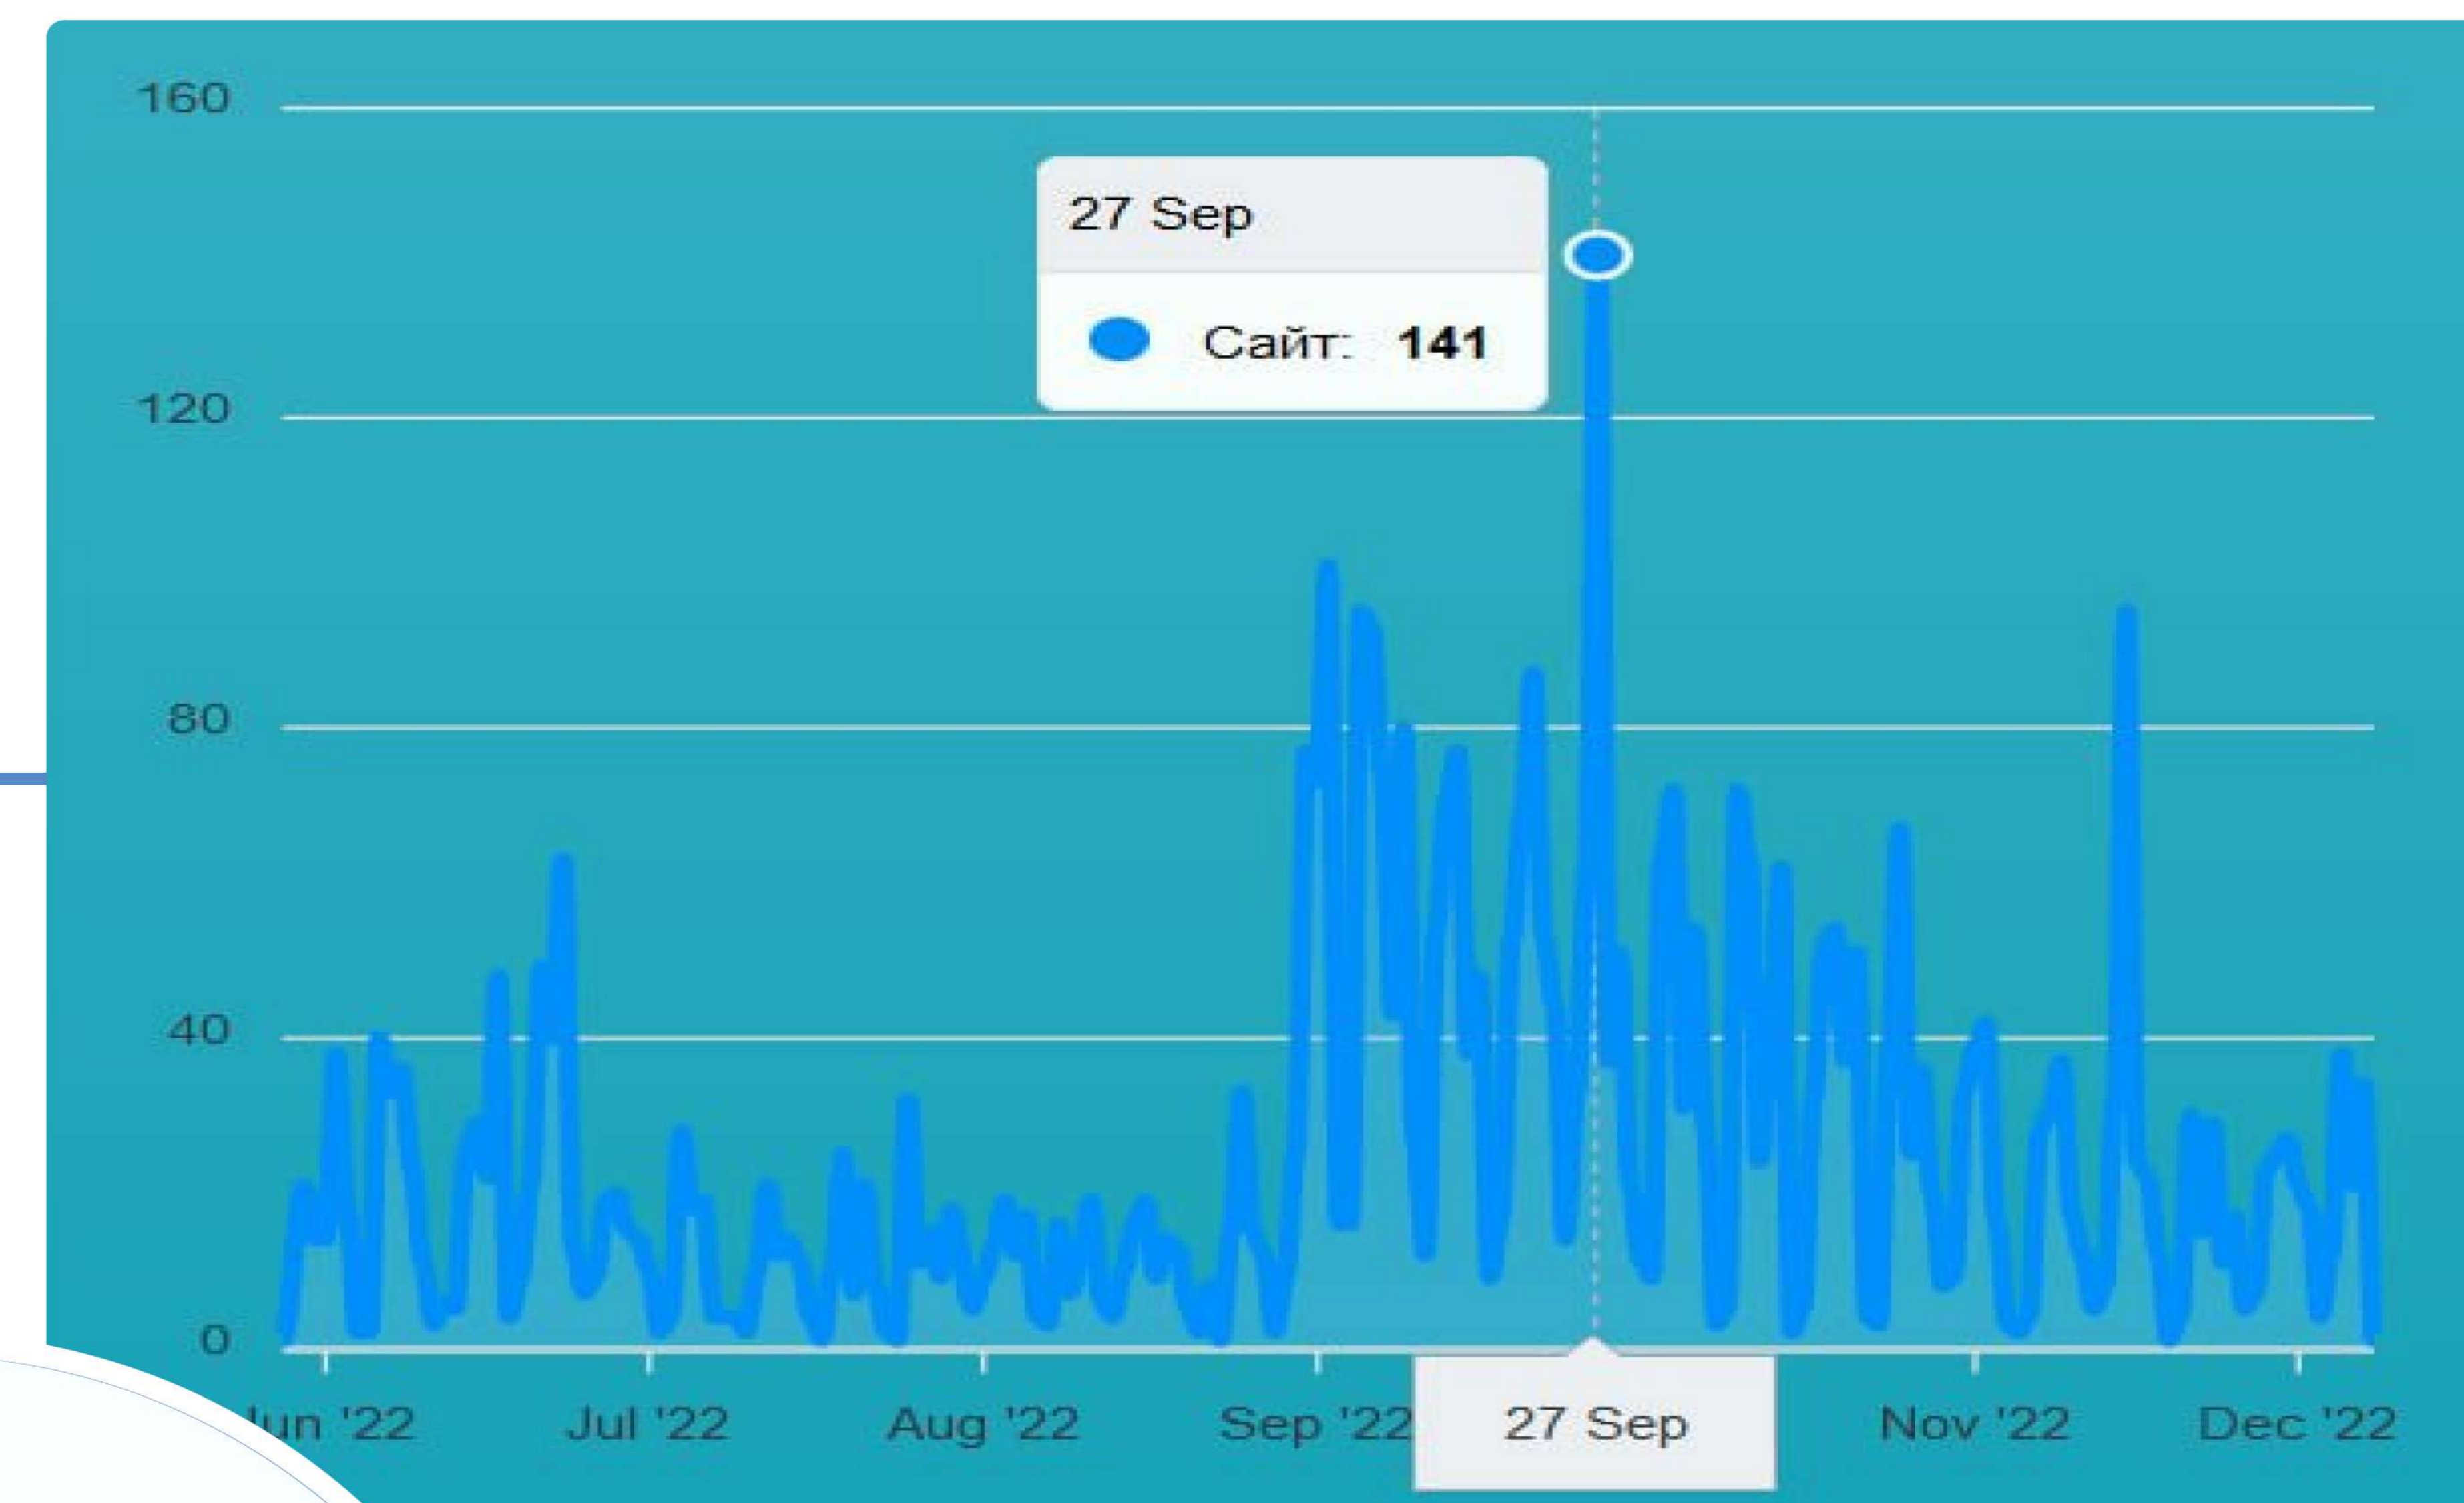 160
27 Sep
Сайт: 141
120
80
40
0
un '22
Jul '22
Aug '22
Sep '22
27 Sep
Nov '22
Dec '22